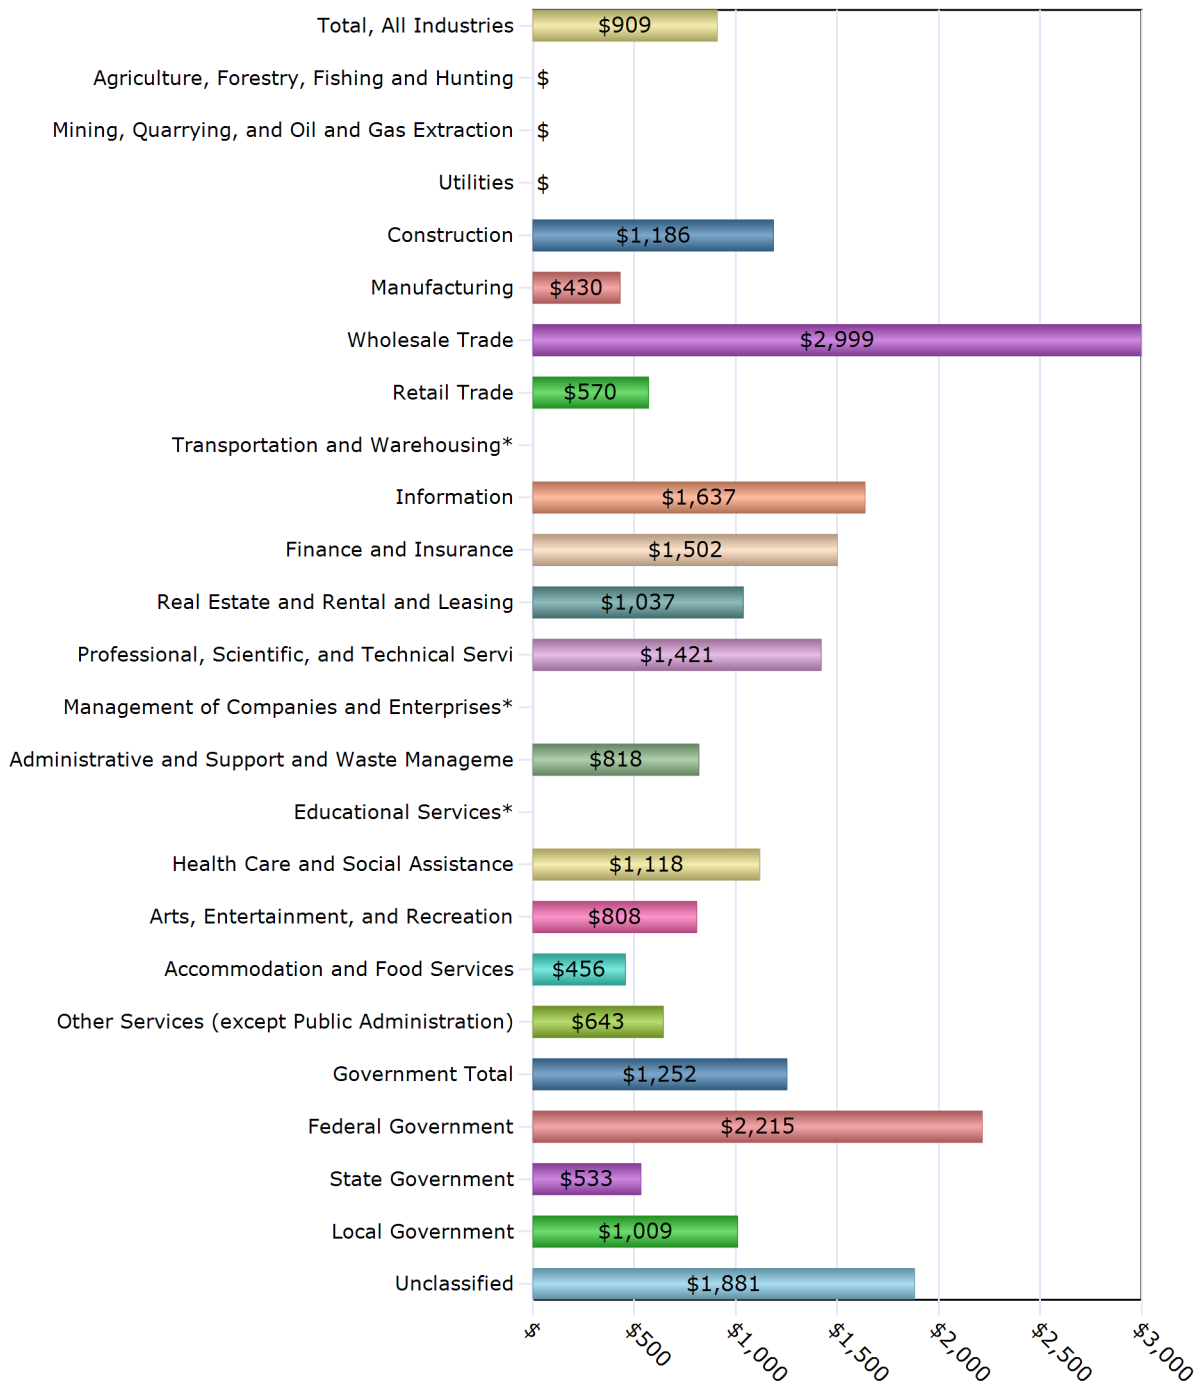 Total, All Industries $909
Agriculture, Forestry, Fishing and Hunting $
Mining, Quarrying, and Oil and Gas Extraction $
Utilities $
Construction $1,186
Manufacturing $430
Wholesale Trade $2,999
Retail Trade $570
Transportation and Warehousing*
Information $1,637
Finance and Insurance $1,502
Real Estate and Rental and Leasing $1,037
Professional, Scientific, and Technical Servi $1,421
Management of Companies and Enterprises*
Administrative and Support and Waste Manageme $818
Educational Services*
Health Care and Social Assistance $1,118
Arts, Entertainment, and Recreation $808
Accommodation and Food Services $456
Other Services (except Public Administration) $643
Government Total $1,252
Federal Government $2,215
State Government $533
Local Government $1,009
Unclassified $1,881
$ $500 $1,000 $1,500 $2,000 $2,500 $3,000